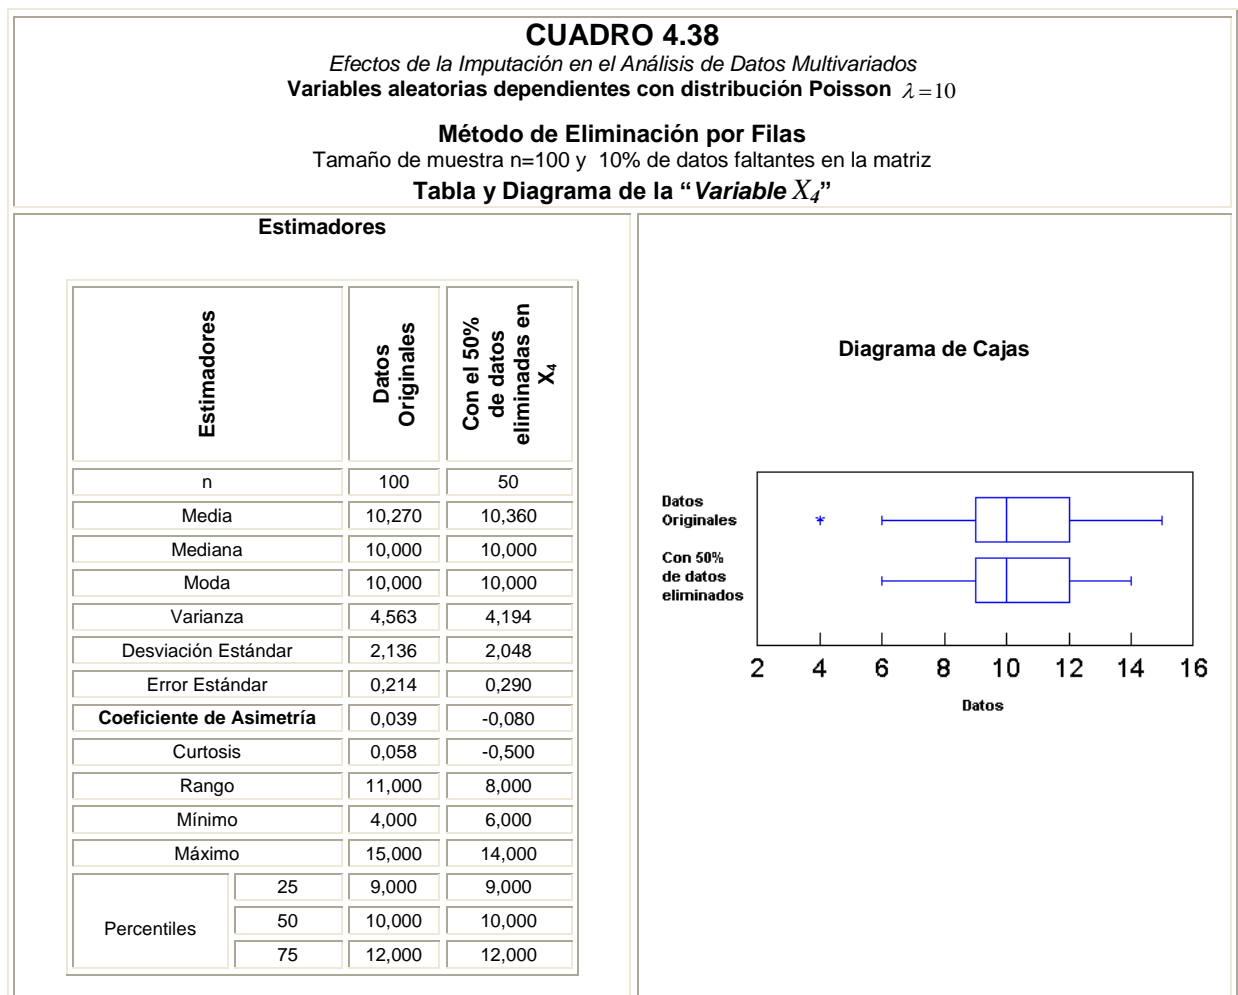 CUADRO 4.38
Efectos de la Imputación en el Análisis de Datos Multivariados
Variables aleatorias dependientes con distribución Poisson λ=10
Método de Eliminación por Filas
Tamaño de muestra n=100 y 10% de datos faltantes en la matriz
Tabla y Diagrama de la “Variable X4”
Estimadores
Estimadores
Datos
Originales
Con el 50%
de datos
eliminadas en
X4
n 100 50
Media 10,270 10,360
Mediana 10,000 10,000
Moda 10,000 10,000
Varianza 4,563 4,194
Desviación Estándar 2,136 2,048
Error Estándar 0,214 0,290
Coeficiente de Asimetría 0,039 -0,080
Curtosis 0,058 -0,500
Rango 11,000 8,000
Mínimo 4,000 6,000
Máximo 15,000 14,000
Percentiles
25 9,000 9,000
50 10,000 10,000
75 12,000 12,000
Diagrama de Cajas
Datos
Originales
Con 50%
de datos
eliminados
2 4 6 8 10 12 14 16
Datos